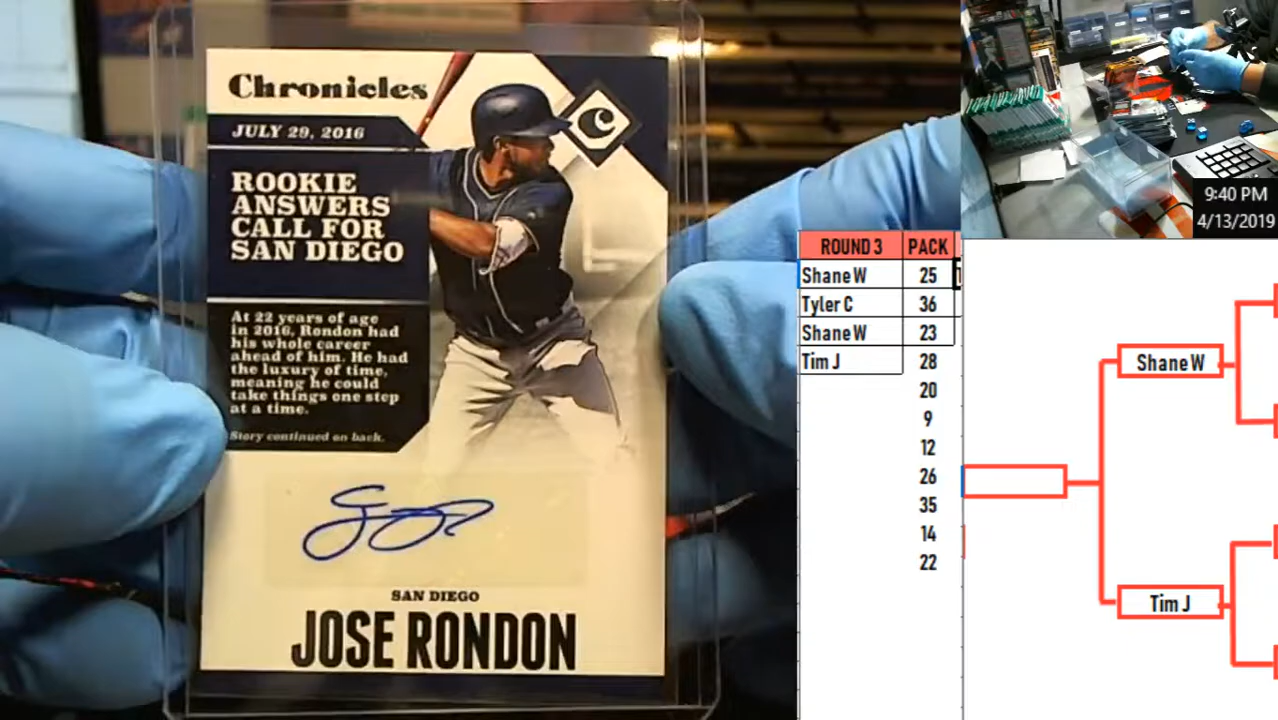 Chronicles
JULY 29, 2016
C
ROOKIE
ANSWERS
CALL FOR
SAN DIEGO
At 22 years of age
in 2016, Rondon had
his whole career
ahead of him. He had
the luxury of time,
meaning he could
take things one step
at a time.
Story continued on back.
SAN DIEGO
JOSE RONDON
9:40 PM
4/13/2019
ROUND 3 PACK
Shane W 25
Tyler C 36
Shane W 23
Tim J 28
20
9
12
26
35
14
22
Shane W
Tim J